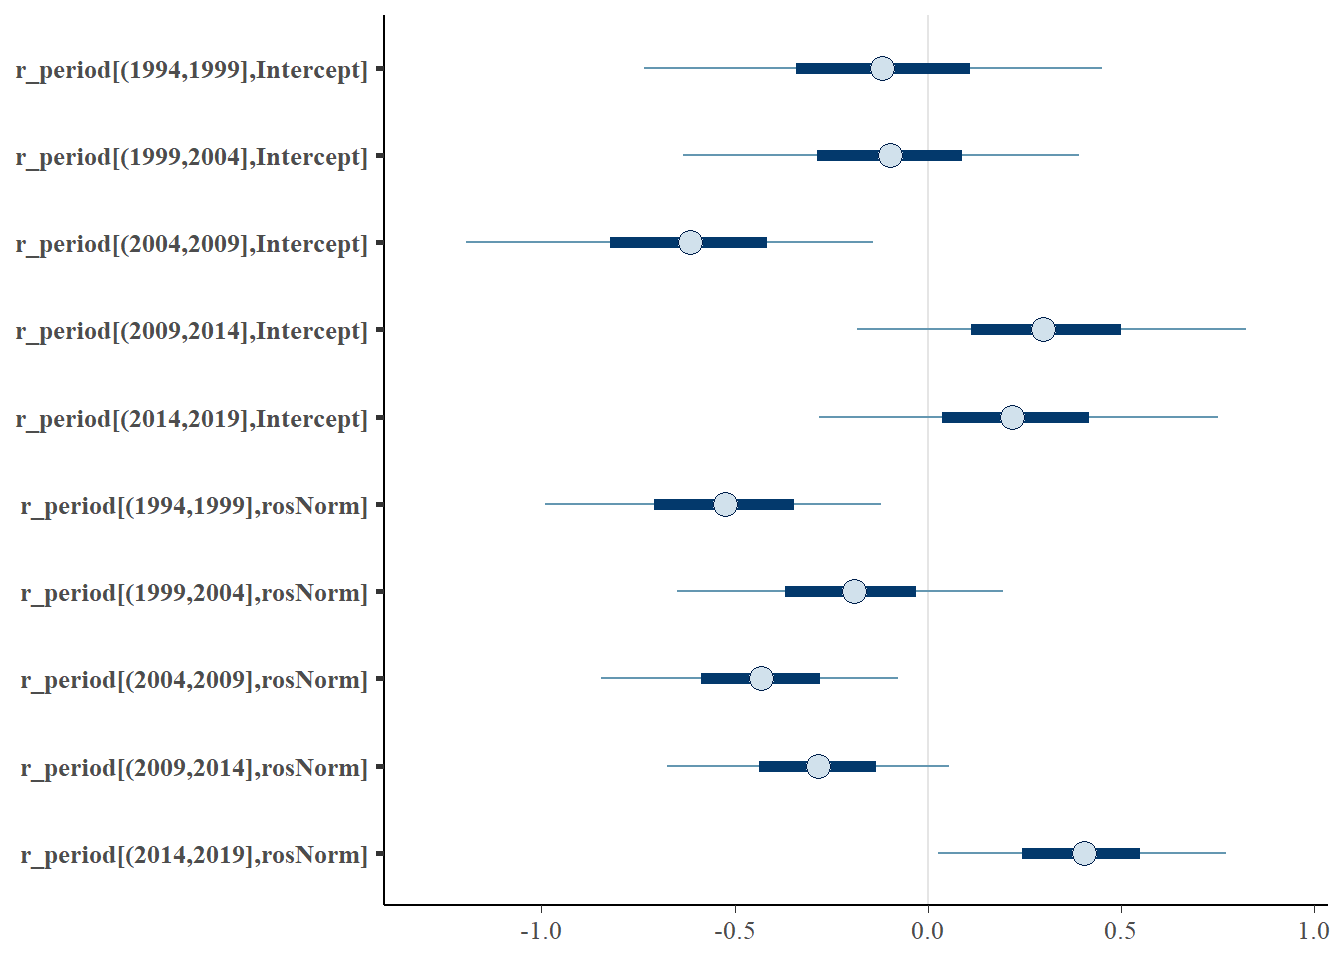 r_period[(1994,1999],Intercept]
r_period[(1999,2004],Intercept]
r_period[(2004,2009],Intercept]
r_period[(2009,2014],Intercept]
r_period[(2014,2019],Intercept]
r_period[(1994,1999],rosNorm]
r_period[(1999,2004],rosNorm]
r_period[(2004,2009],rosNorm]
r_period[(2009,2014],rosNorm]
r_period[(2014,2019],rosNorm]
-1.0 -0.5 0.0 0.5 1.0